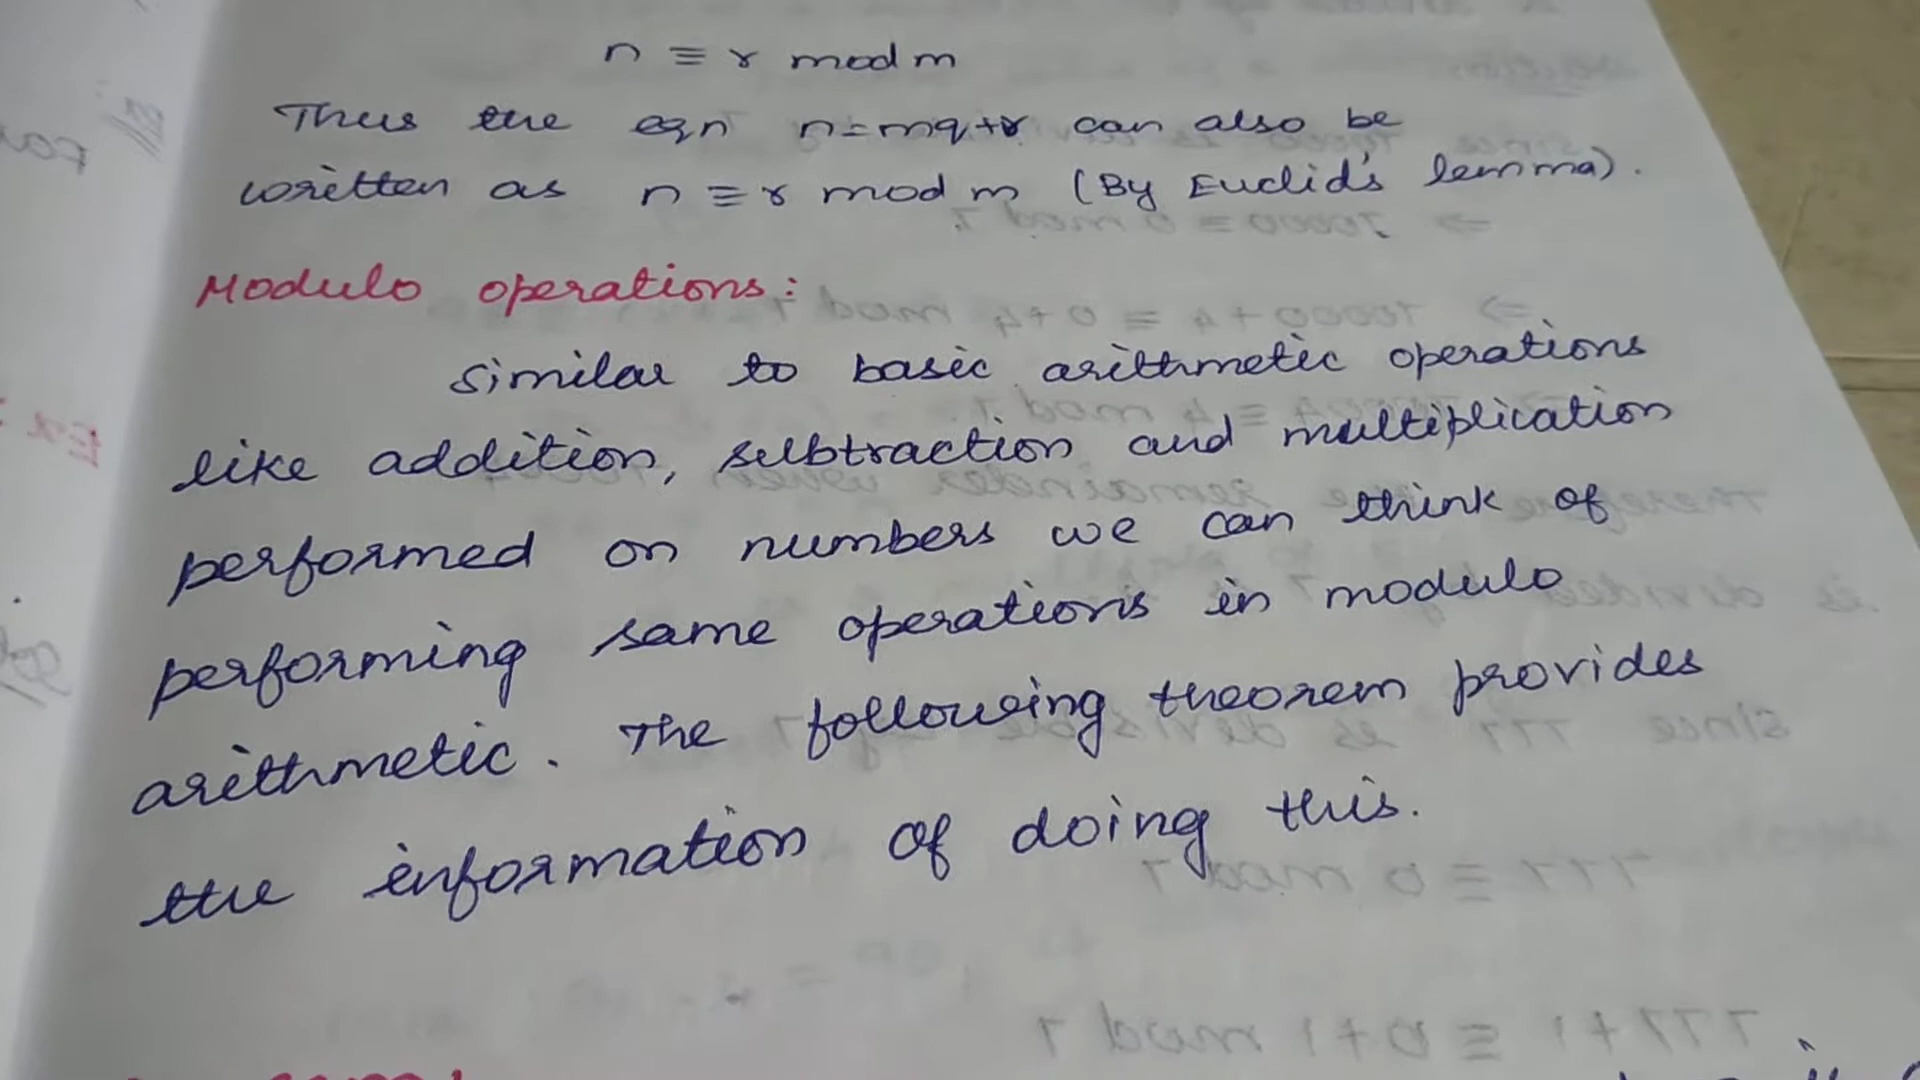 n ≡ r mod m
Thus the eqn n=mq+r can also be
written as n ≡ r mod m (By Euclid's lemma).
Modulo operations:
similar to basic arithmetic operations
like addition, subtraction and multiplication
performed on numbers we can think of
performing same operations in modulo
arithmetic. The following theorem provides
the information of doing this.